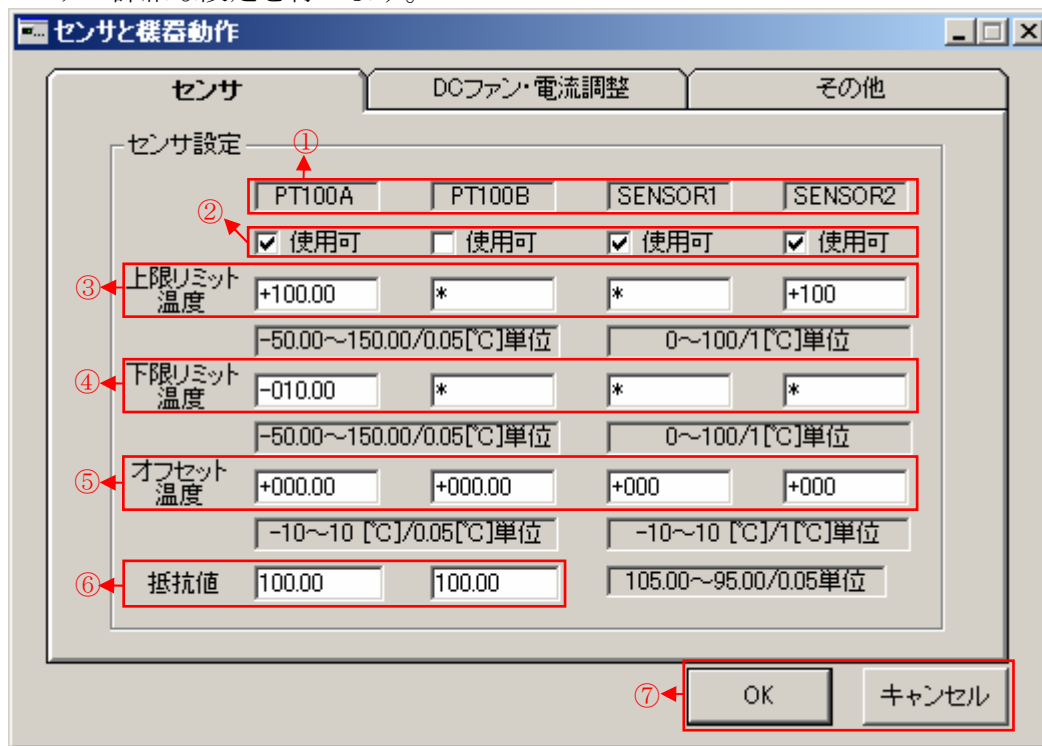 センサと機器動作
センサ DCファン・電流調整 その他
センサ設定
①
PT100A PT100B SENSOR1 SENSOR2
②
使用可 使用可 使用可 使用可
③ 上限リミット温度 +100.00 * * +100
-50.00～150.00/0.05[℃]単位 0～100/1[℃]単位
④ 下限リミット温度 -010.00 * * *
-50.00～150.00/0.05[℃]単位 0～100/1[℃]単位
⑤ オフセット温度 +000.00 +000.00 +000 +000
-10～10 [℃]/0.05[℃]単位 -10～10 [℃]/1[℃]単位
⑥ 抵抗値 100.00 100.00 105.00～95.00/0.05単位
⑦ OK キャンセル